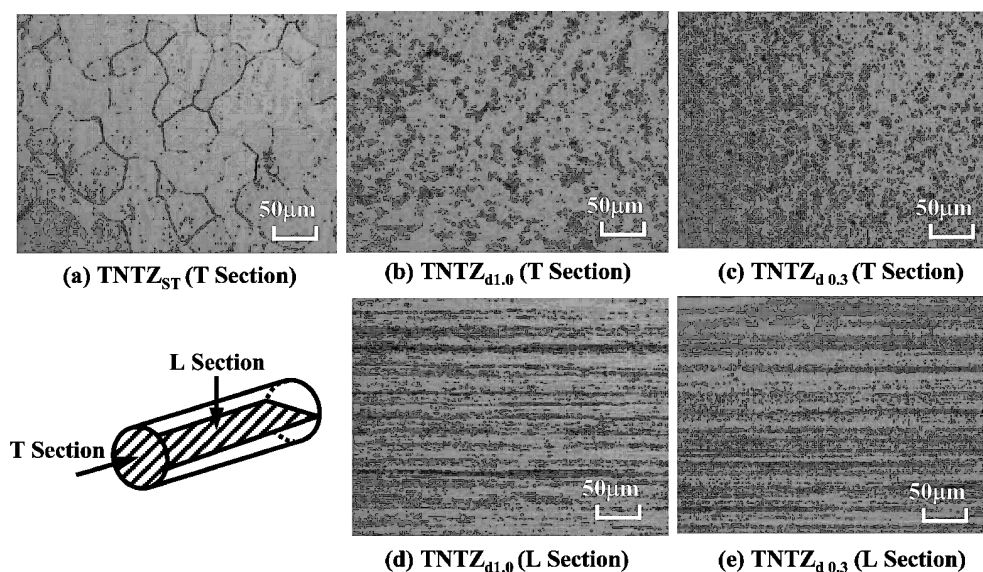 50μm
50μm
50μm
(a) TNTZST (T Section)
(b) TNTZd1.0 (T Section)
(c) TNTZd 0.3 (T Section)
L Section
T Section
50μm
50μm
(d) TNTZd1.0 (L Section)
(e) TNTZd 0.3 (L Section)